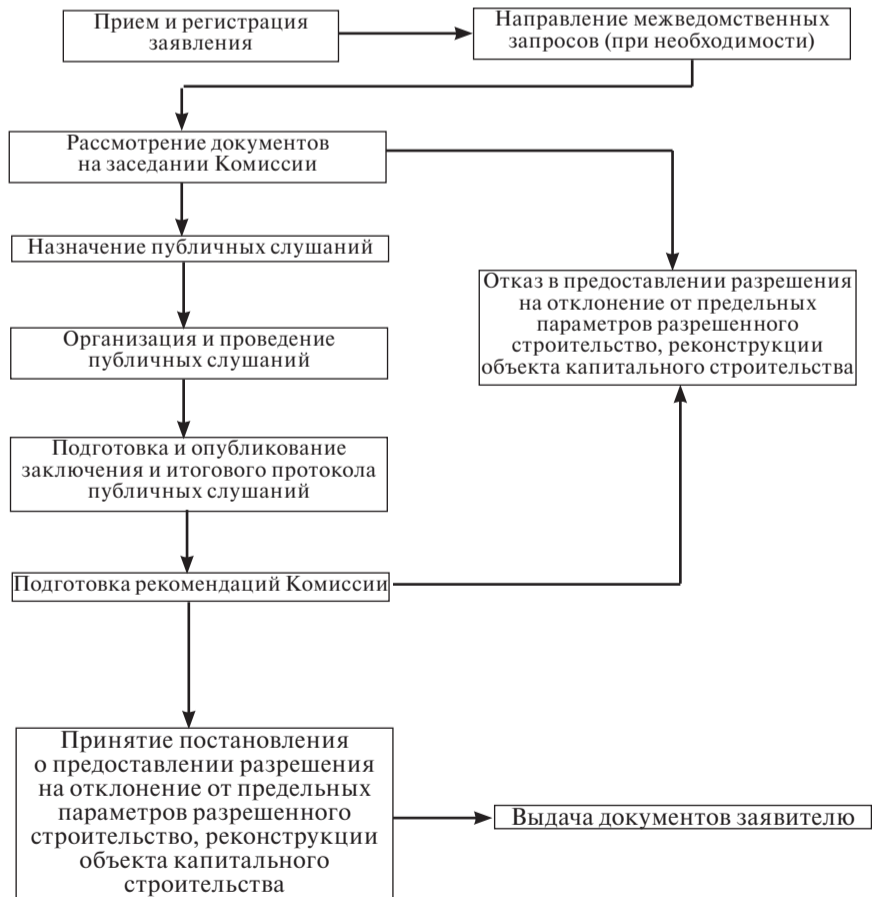 Прием и регистрация
заявления
Направление межведомственных
запросов (при необходимости)
Рассмотрение документов
на заседании Комиссии
Назначение публичных слушаний
Отказ в предоставлении разрешения
на отклонение от предельных
параметров разрешенного
строительство, реконструкции
объекта капитального строительства
Организация и проведение
публичных слушаний
Подготовка и опубликование
заключения и итогового протокола
публичных слушаний
Подготовка рекомендаций Комиссии
Принятие постановления
о предоставлении разрешения
на отклонение от предельных
параметров разрешенного
строительство, реконструкции
объекта капитального
строительства
Выдача документов заявителю